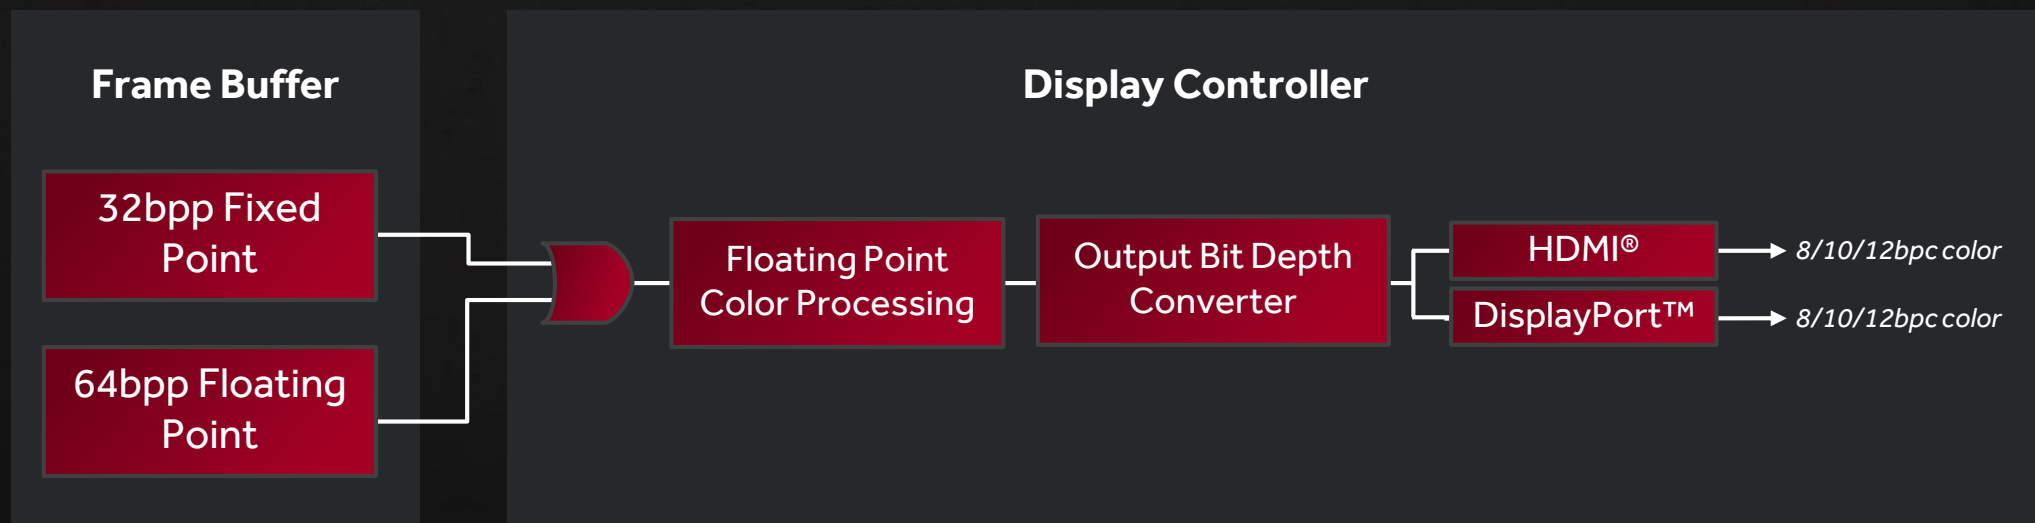 Frame Buffer
Display Controller
32bpp Fixed
Point
64bpp Floating
Point
Floating Point
Color Processing
Output Bit Depth
Converter
HDMI®
8/10/12bpc color
DisplayPort™
8/10/12bpc color